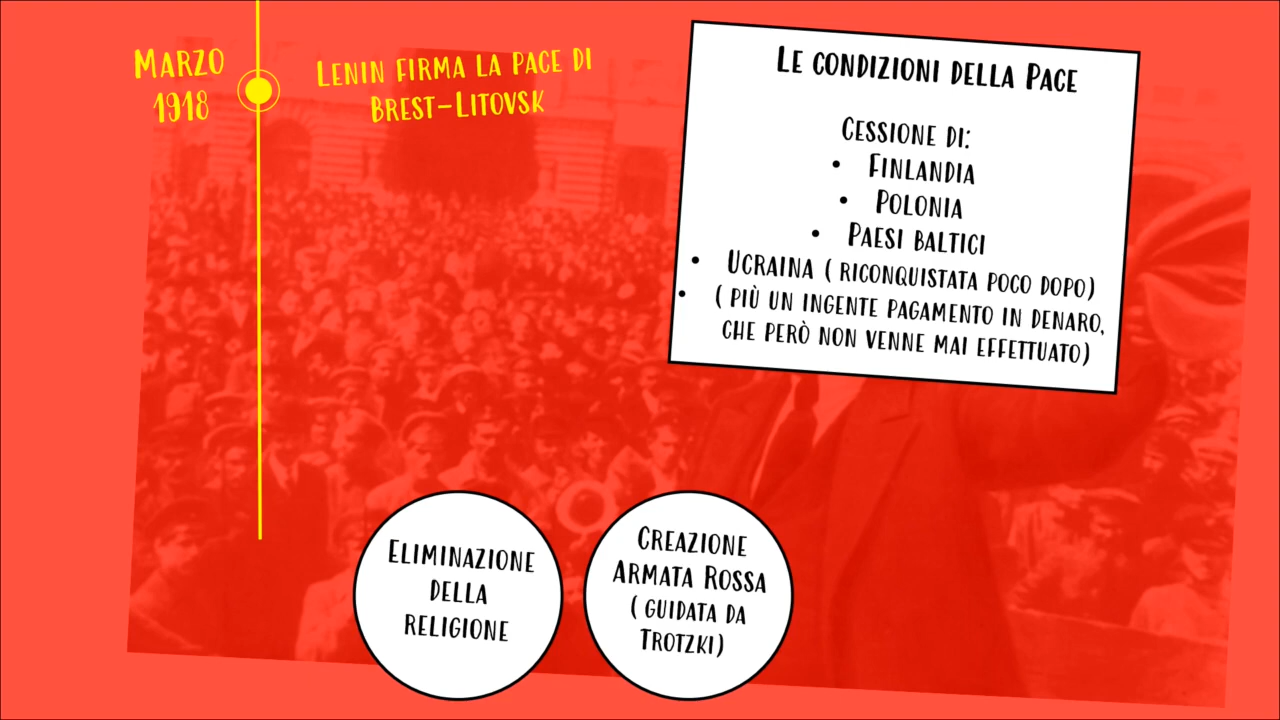 Marzo
1918
Lenin firma la pace di
Brest-Litovsk
Le condizioni della Pace
Cessione di:
• Finlandia
• Polonia
• Paesi baltici
• Ucraina ( riconquistata poco dopo)
• ( più un ingente pagamento in denaro,
che però non venne mai effettuato)
Eliminazione
della
religione
Creazione
Armata Rossa
( guidata da
Trotzki)